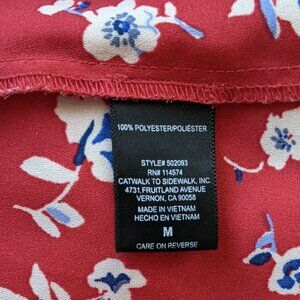 100% POLYESTER/POLIÉSTER
STYLE# 502093
RN# 114574
CATWALK TO SIDEWALK, INC.
4731 FRUITLAND AVENUE
VERNON, CA 90058
MADE IN VIETNAM
HECHO EN VIETNAM
M
CARE ON REVERSE